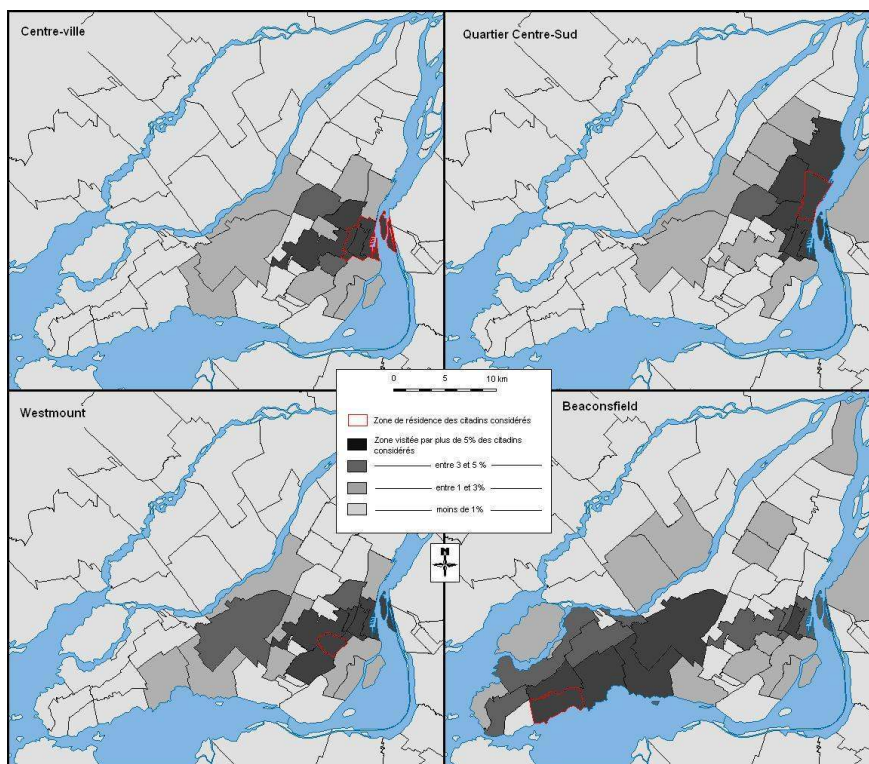 Centre-ville
Quartier Centre-Sud
0 5 10 km
Zone de résidence des citadins considérés
Zone visitée par plus de 5% des citadins
considérés
entre 3 et 5 %
entre 1 et 3%
moins de 1%
Westmount
Beaconsfield
N